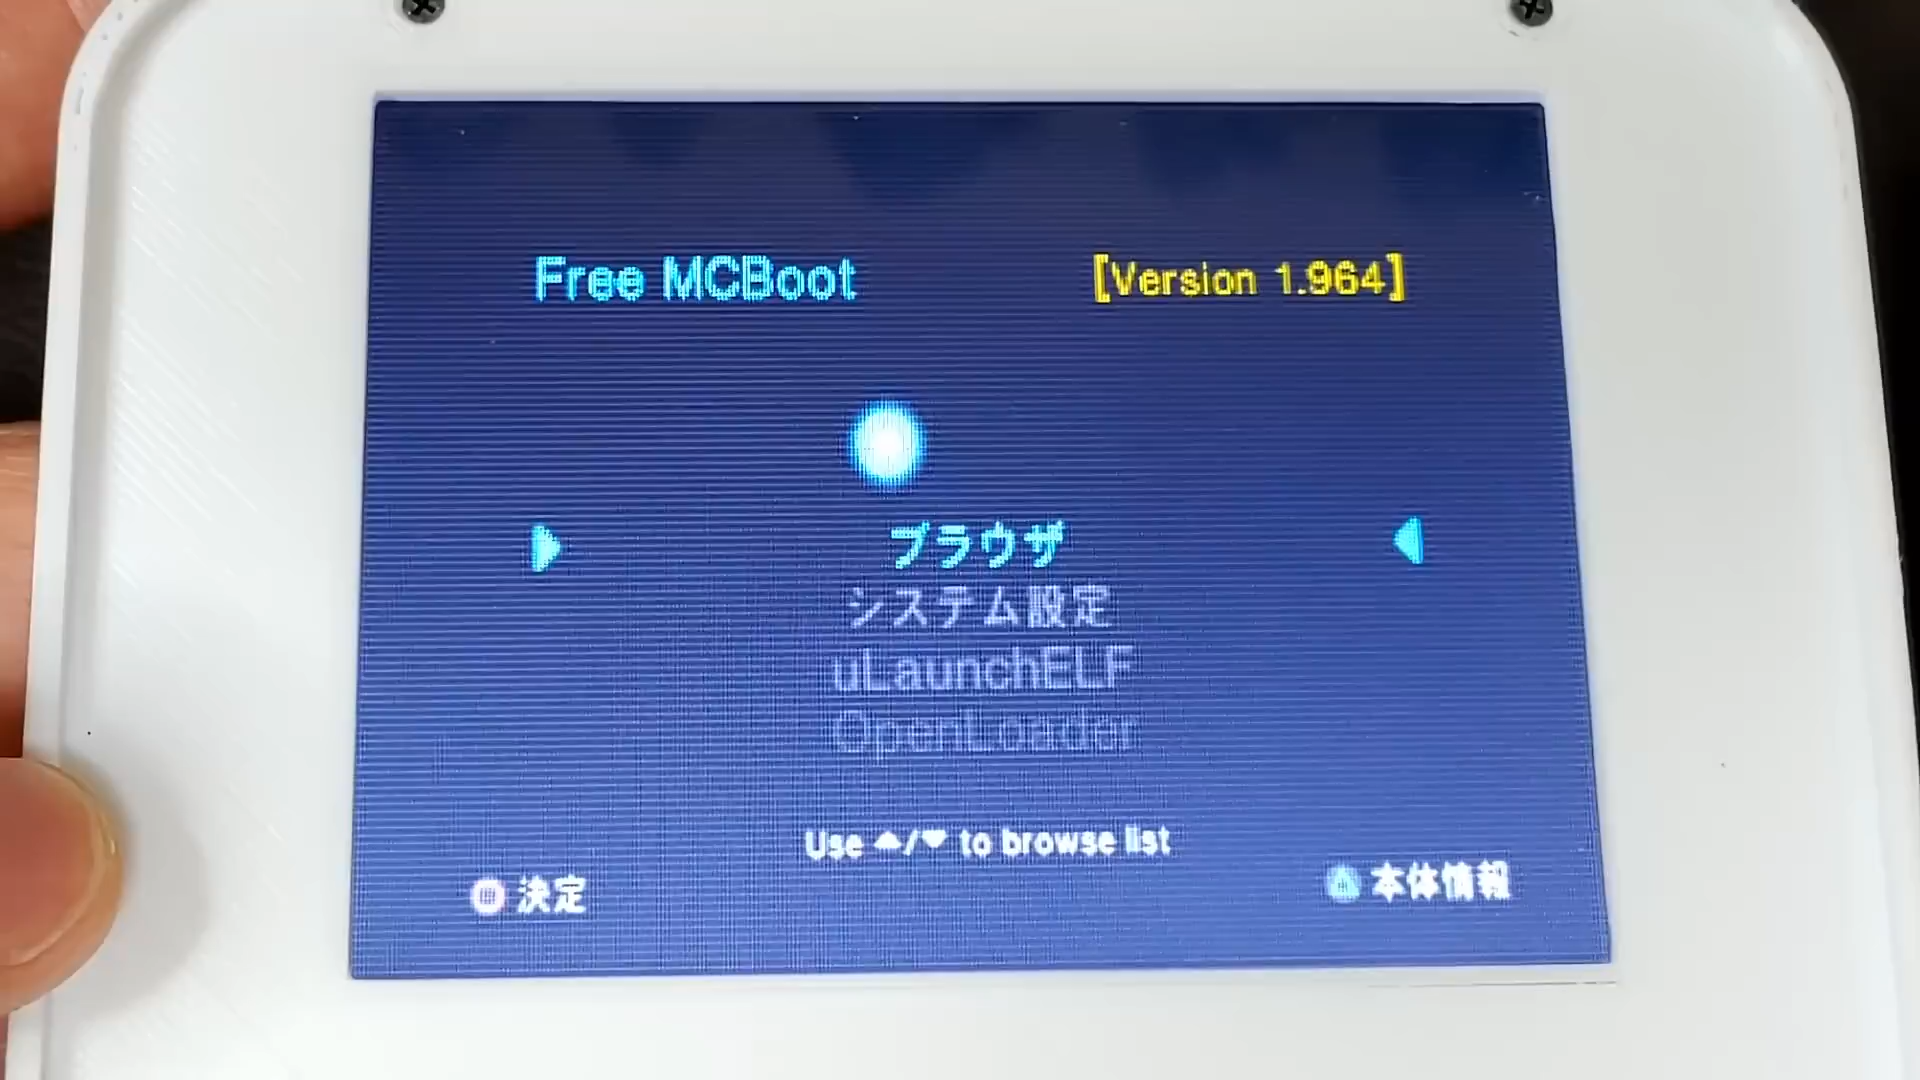 Free MCBoot
[Version 1.964]
ブラウザ
システム設定
uLaunchELF
OpenLoader
Use ▲/▼ to browse list
決定
本体情報